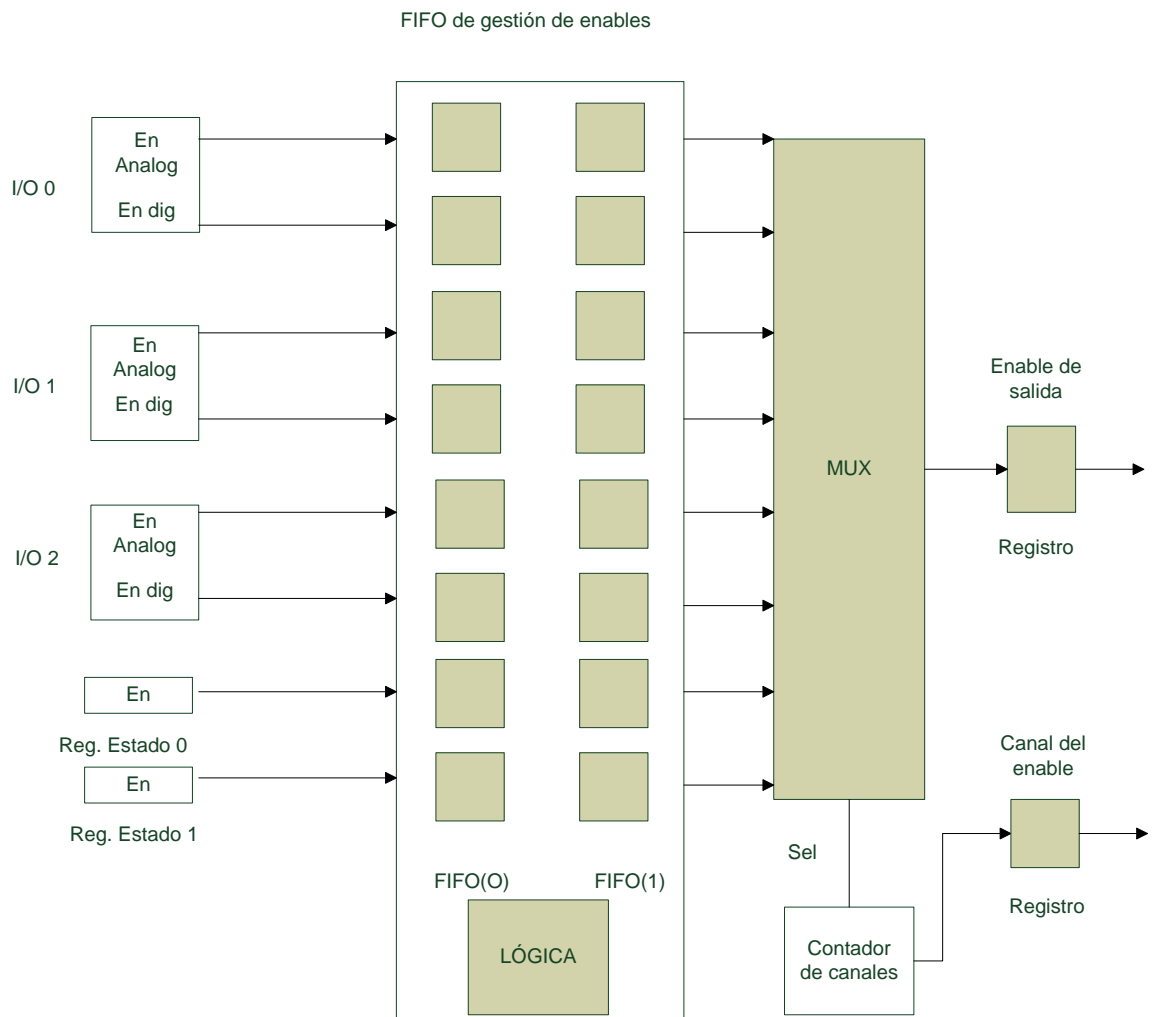 FIFO de gestión de enables
I/O 0
En
Analog
En dig
I/O 1
En
Analog
En dig
I/O 2
En
Analog
En dig
En
Reg. Estado 0
En
Reg. Estado 1
FIFO(O)
FIFO(1)
LÓGICA
MUX
Sel
Contador
de canales
Enable de
salida
Registro
Canal del
enable
Registro